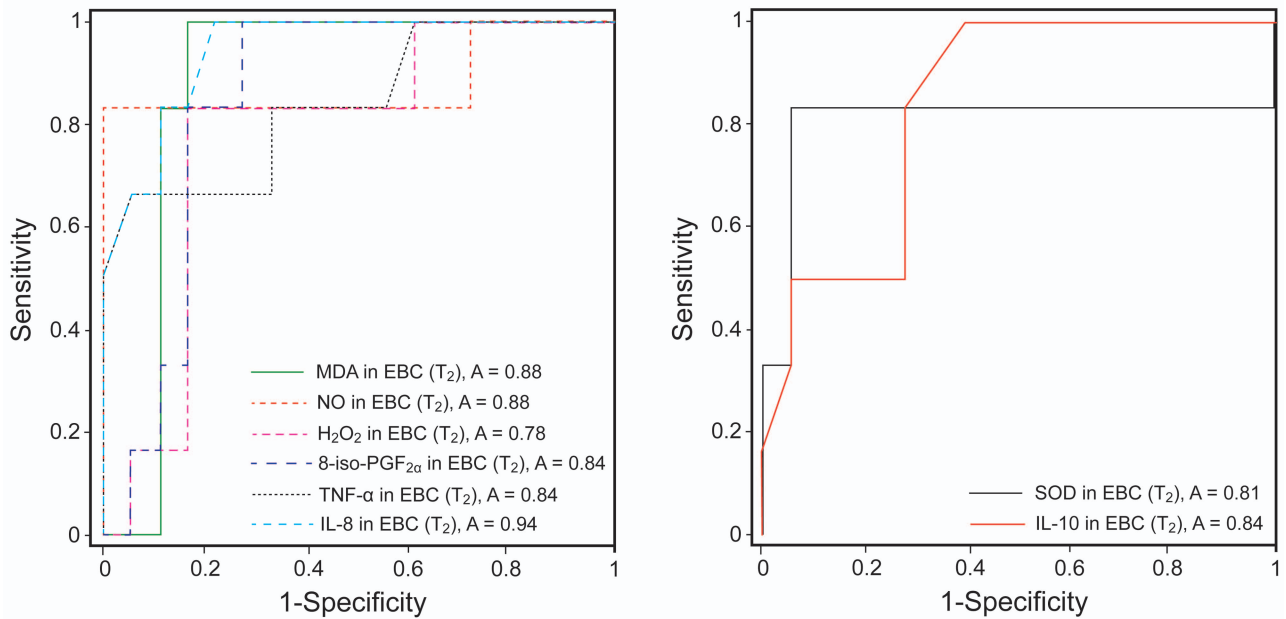 Sensitivity
1
0.8
0.6
0.4
0.2
0
MDA in EBC (T₂), A = 0.88
NO in EBC (T₂), A = 0.88
H₂O₂ in EBC (T₂), A = 0.78
8-iso-PGF₂α in EBC (T₂), A = 0.84
TNF-α in EBC (T₂), A = 0.84
IL-8 in EBC (T₂), A = 0.94
0 0.2 0.4 0.6 0.8 1
1-Specificity
Sensitivity
1
0.8
0.6
0.4
0.2
0
SOD in EBC (T₂), A = 0.81
IL-10 in EBC (T₂), A = 0.84
0 0.2 0.4 0.6 0.8 1
1-Specificity